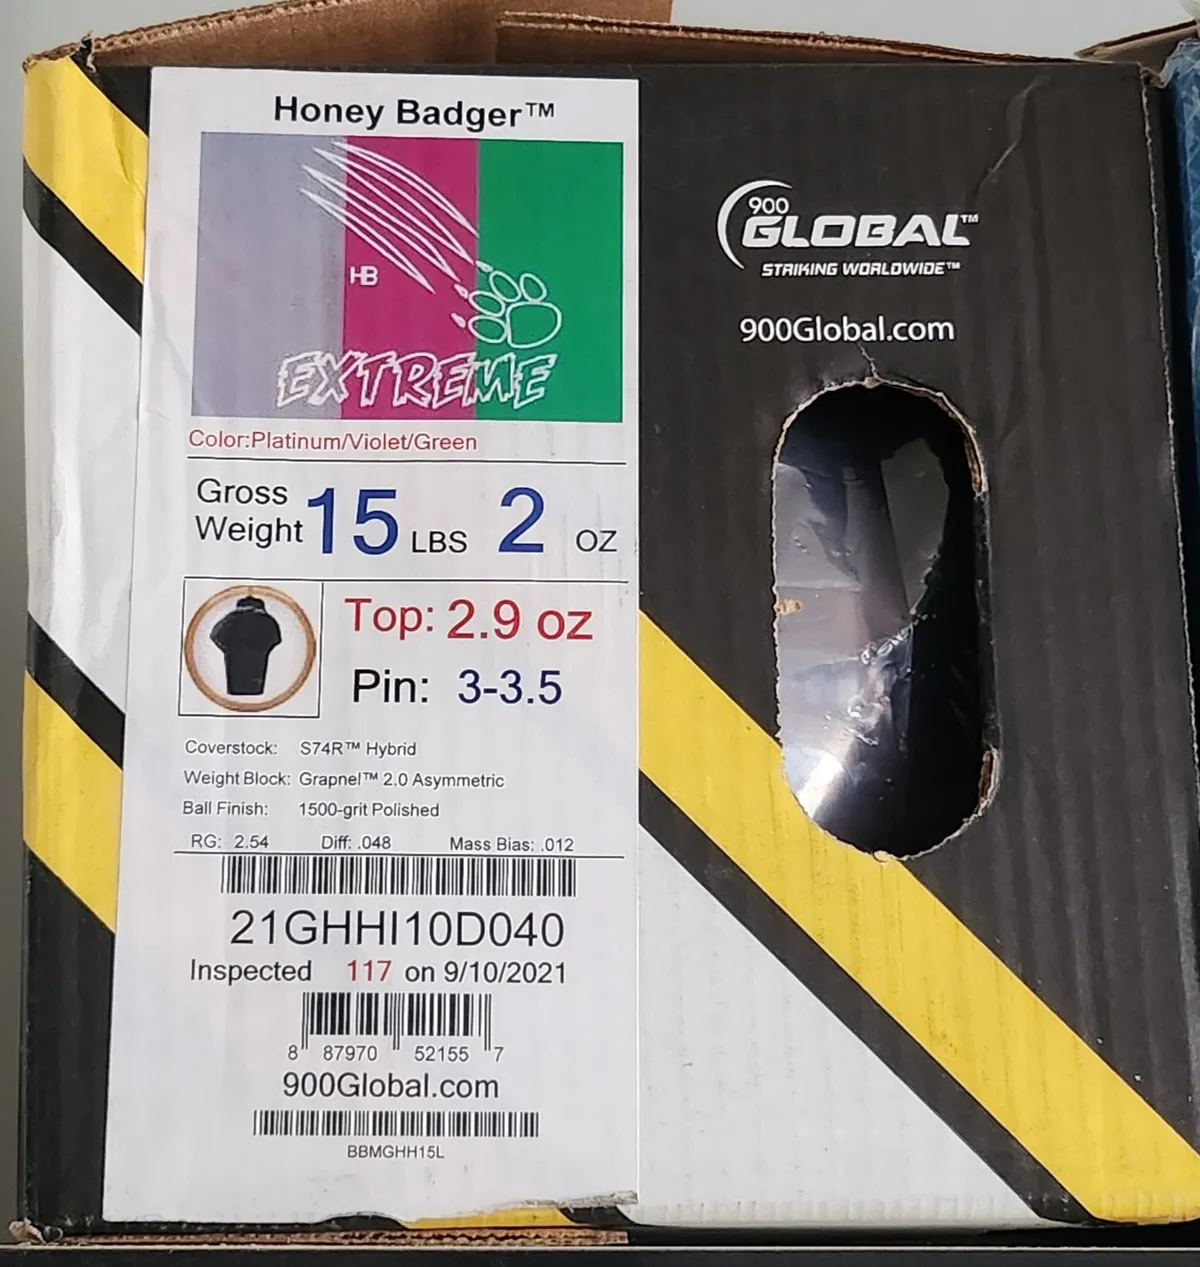 Honey Badger™
HB
EXTREME
Color:Platinum/Violet/Green
Gross Weight 15 LBS 2 OZ
Top: 2.9 oz
Pin: 3-3.5
Coverstock: S74R™ Hybrid
Weight Block: Grapnel™ 2.0 Asymmetric
Ball Finish: 1500-grit Polished
RG: 2.54 Diff: .048 Mass Bias: .012
21GHHI10D040
Inspected 117 on 9/10/2021
8 87970 52155 7
900Global.com
BBMGHH15L
900
GLOBAL™
STRIKING WORLDWIDE™
900Global.com